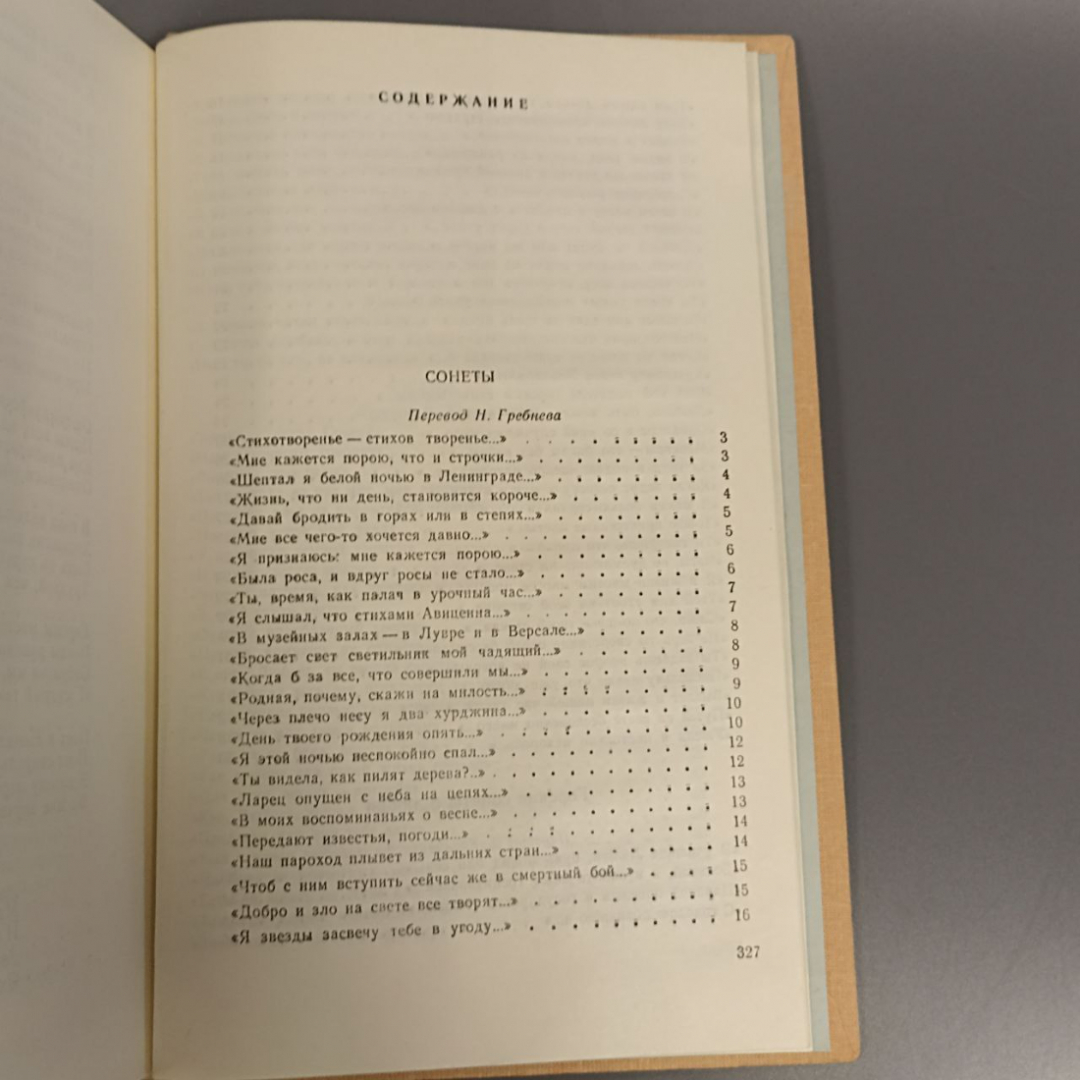 СОДЕРЖАНИЕ
СОНЕТЫ
Перевод Н. Гребнева
«Стихотворенье — стихов творенье...» . . . . . . . . . 3
«Мне кажется порою, что и строчки...» . . . . . . . . . 3
«Шептал я белой ночью в Ленинграде...» . . . . . . . . 4
«Жизнь, что ни день, становится короче...» . . . . . . . 4
«Давай бродить в горах или в степях...» . . . . . . . . 5
«Мне все чего-то хочется давно...» . . . . . . . . . . 5
«Я признаюсь: мне кажется порою...» . . . . . . . . . 6
«Была роса, и вдруг росы не стало...» . . . . . . . . . 6
«Ты, время, как палач в урочный час...» . . . . . . . . 7
«Я слышал, что стихами Авиценна...» . . . . . . . . . 7
«В музейных залах — в Лувре и в Версале...» . . . . . . 8
«Бросает свет светильник мой чадящий...» . . . . . . . 8
«Когда б за все, что совершили мы...» . . . . . . . . . 9
«Родная, почему, скажи на милость...» . . . . . . . . . 9
«Через плечо несу я два хурджина...» . . . . . . . . . 10
«День твоего рождения опять...» . . . . . . . . . . . 10
«Я этой ночью неспокойно спал...» . . . . . . . . . . 12
«Ты видела, как пилят дерева?..» . . . . . . . . . . . 12
«Ларец опущен с неба на цепях...» . . . . . . . . . . 13
«В моих воспоминаньях о весне...» . . . . . . . . . . 13
«Передают известья, погоди...» . . . . . . . . . . . 14
«Наш пароход плывет из дальних стран...» . . . . . . . 14
«Чтоб с ним вступить сейчас же в смертный бой...» . . . . 15
«Добро и зло на свете все творят...» . . . . . . . . . 15
«Я звезды засвечу тебе в угоду...» . . . . . . . . . . 16
327